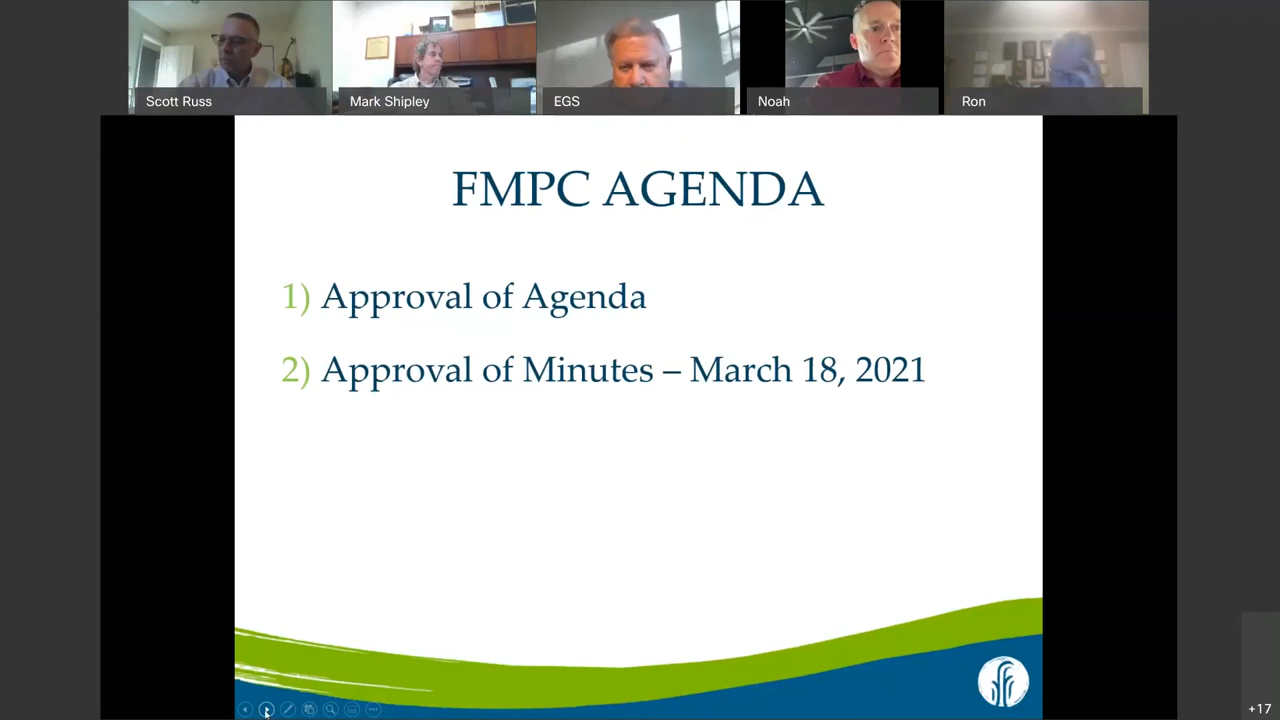 Scott Russ
Mark Shipley
EGS
Noah
Ron
FMPC AGENDA
1) Approval of Agenda
2) Approval of Minutes – March 18, 2021
+17